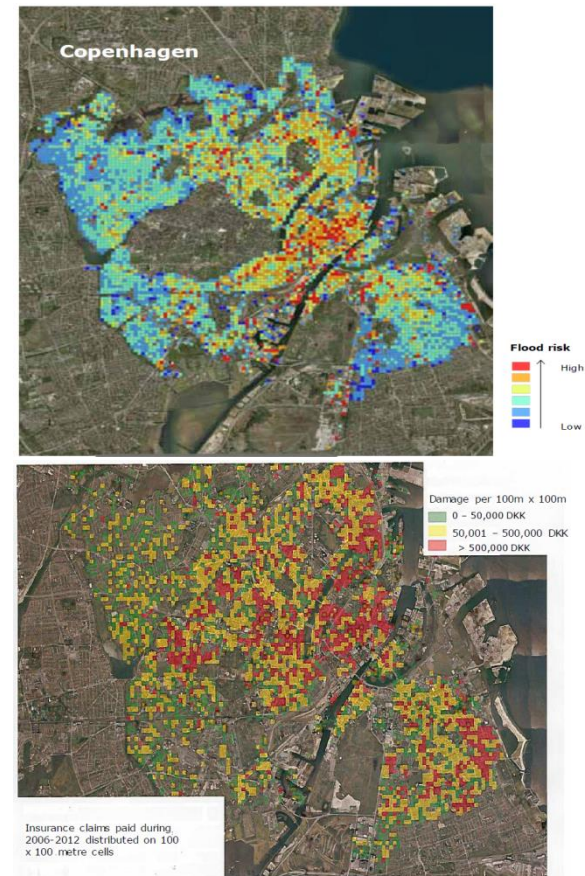 Copenhagen
Flood risk
High
Low
Damage per 100m x 100m
0 – 50,000 DKK
50,001 – 500,000 DKK
> 500,000 DKK
Insurance claims paid during
2006-2012 distributed on 100
x 100 metre cells